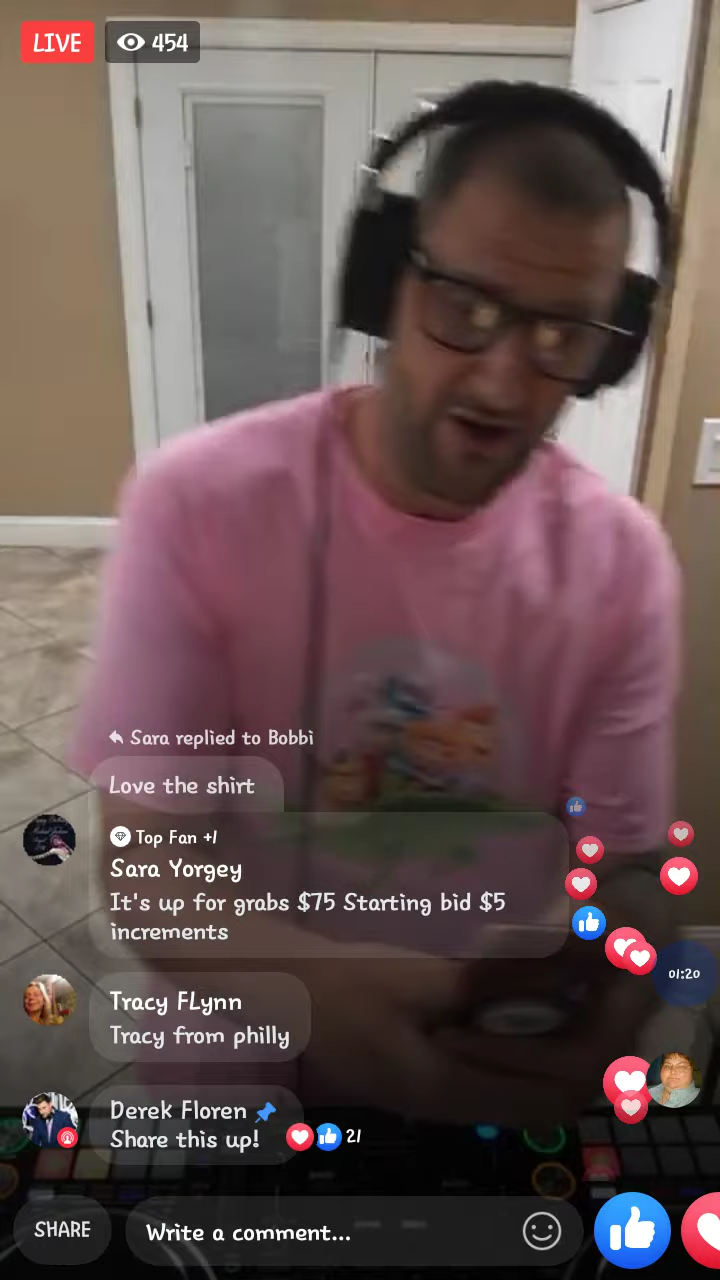 LIVE 454
Sara replied to Bobbi
Love the shirt
Top Fan +1
Sara Yorgey
It's up for grabs $75 Starting bid $5
increments
01:20
Tracy FLynn
Tracy from philly
Derek Floren
Share this up! 21
SHARE Write a comment...